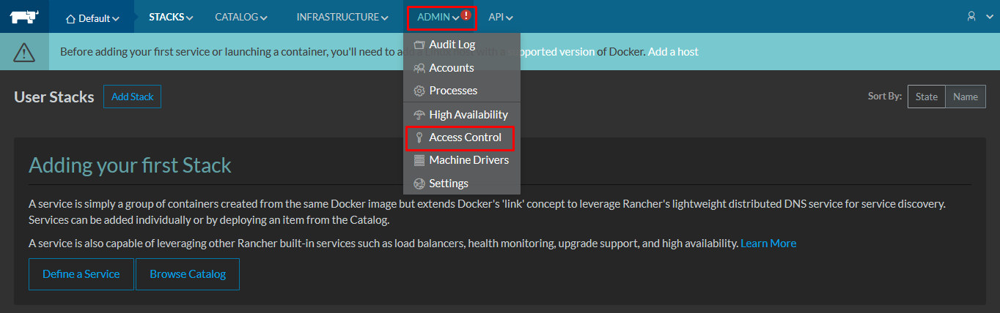 Default STACKS CATALOG INFRASTRUCTURE ADMIN ! API
Before adding your first service or launching a container, you'll need to add a Linux host with a supported version of Docker. Add a host
Audit Log
Accounts
Processes
High Availability
Access Control
Machine Drivers
Settings
User Stacks Add Stack Sort By: State Name
Adding your first Stack
A service is simply a group of containers created from the same Docker image but extends Docker's 'link' concept to leverage Rancher's lightweight distributed DNS service for service discovery.
Services can be added individually or by deploying an item from the Catalog.
A service is also capable of leveraging other Rancher built-in services such as load balancers, health monitoring, upgrade support, and high availability. Learn More
Define a Service Browse Catalog